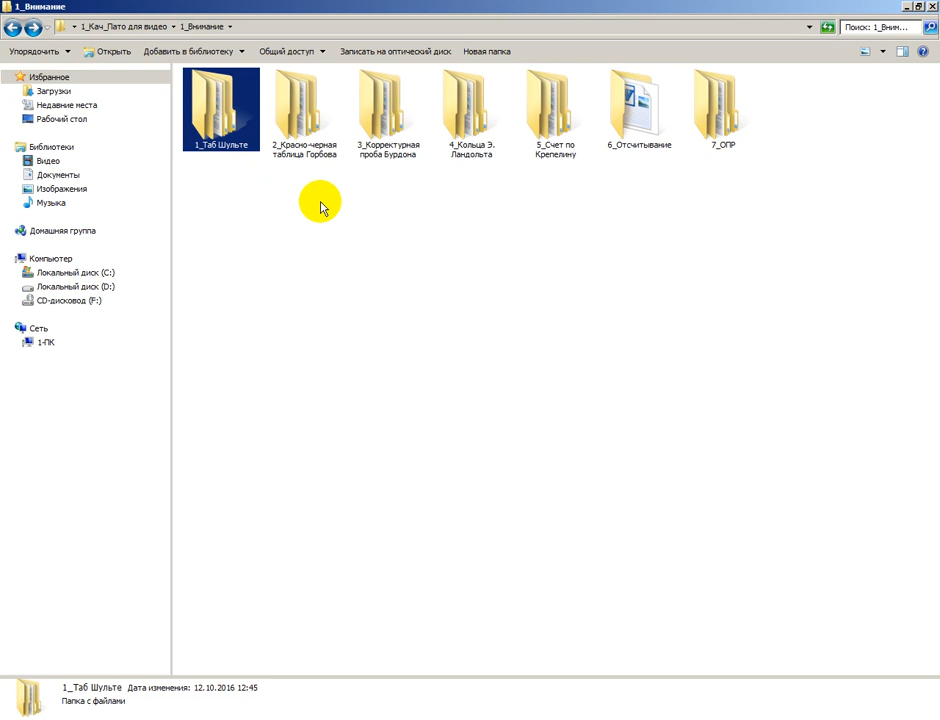 1_Внимание
1_Кач_Пато для видео 1_Внимание Поиск: 1_Вним...
Упорядочить Открыть Добавить в библиотеку Общий доступ Записать на оптический диск Новая папка
Избранное
Загрузки
Недавние места
Рабочий стол
Библиотеки
Видео
Документы
Изображения
Музыка
Домашняя группа
Компьютер
Локальный диск (C:)
Локальный диск (D:)
CD-дисковод (F:)
Сеть
1-ПК
1_Таб Шульте
2_Красно-черная
таблица Горбова
3_Корректурная
проба Бурдона
4_Кольца Э.
Ландольта
5_Счет по
Крепелину
6_Отсчитывание
7_ОПР
1_Таб Шульте Дата изменения: 12.10.2016 12:45
Папка с файлами